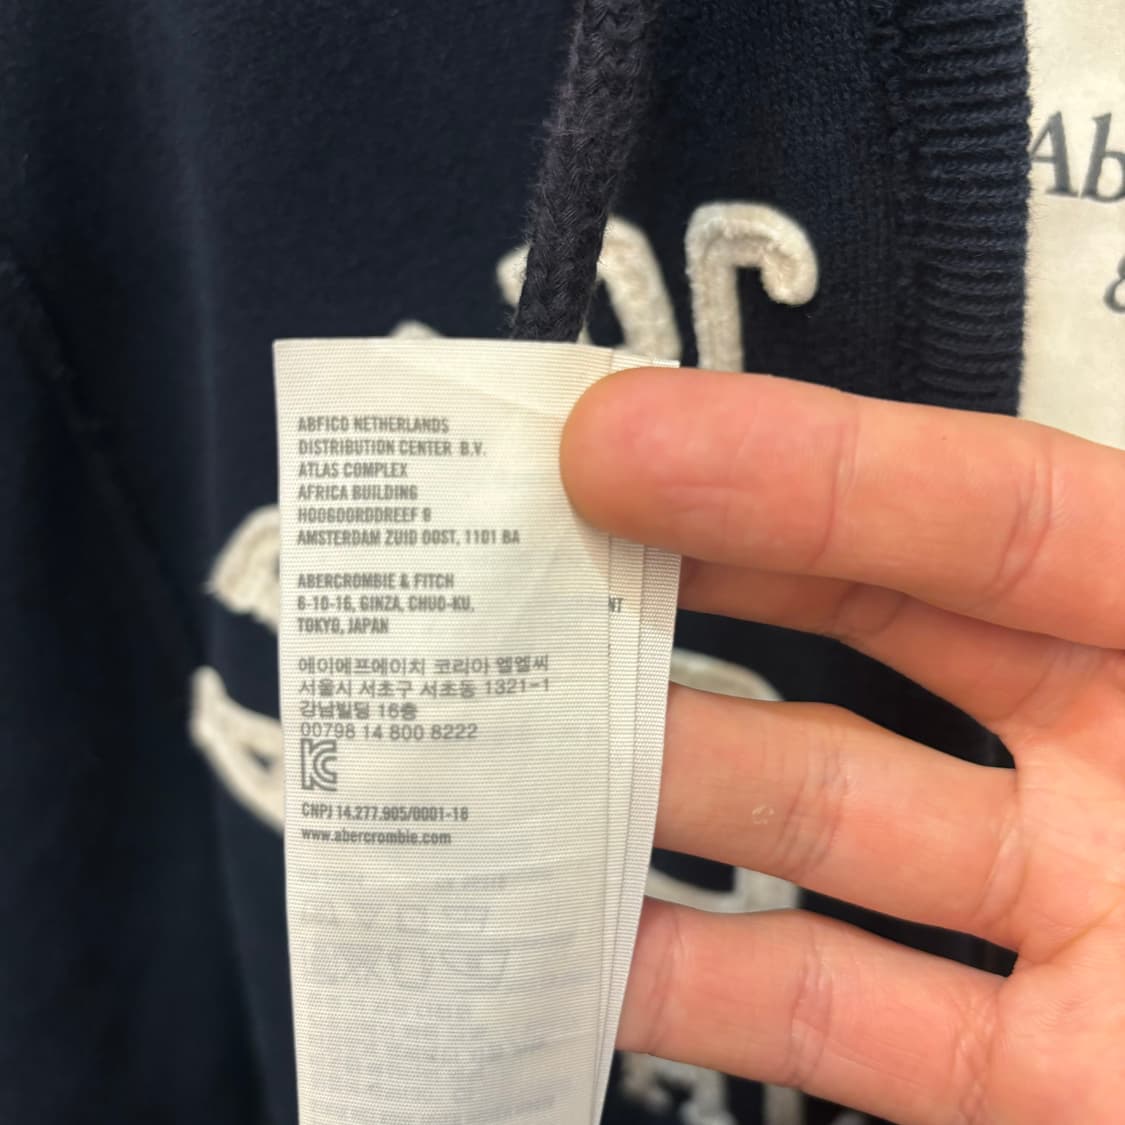 ABFICO NETHERLANDS
DISTRIBUTION CENTER B.V.
ATLAS COMPLEX
AFRICA BUILDING
HOOGOORDDREEF 9
AMSTERDAM ZUID OOST, 1101 BA
ABERCROMBIE & FITCH
6-10-16, GINZA, CHUO-KU,
TOKYO, JAPAN
에이에프에이치 코리아 엘엘씨
서울시 서초구 서초동 1321-1
강남빌딩 16층
00798 14 800 8222
CNPJ 14.277.905/0001-18
www.abercrombie.com
NT
Ab